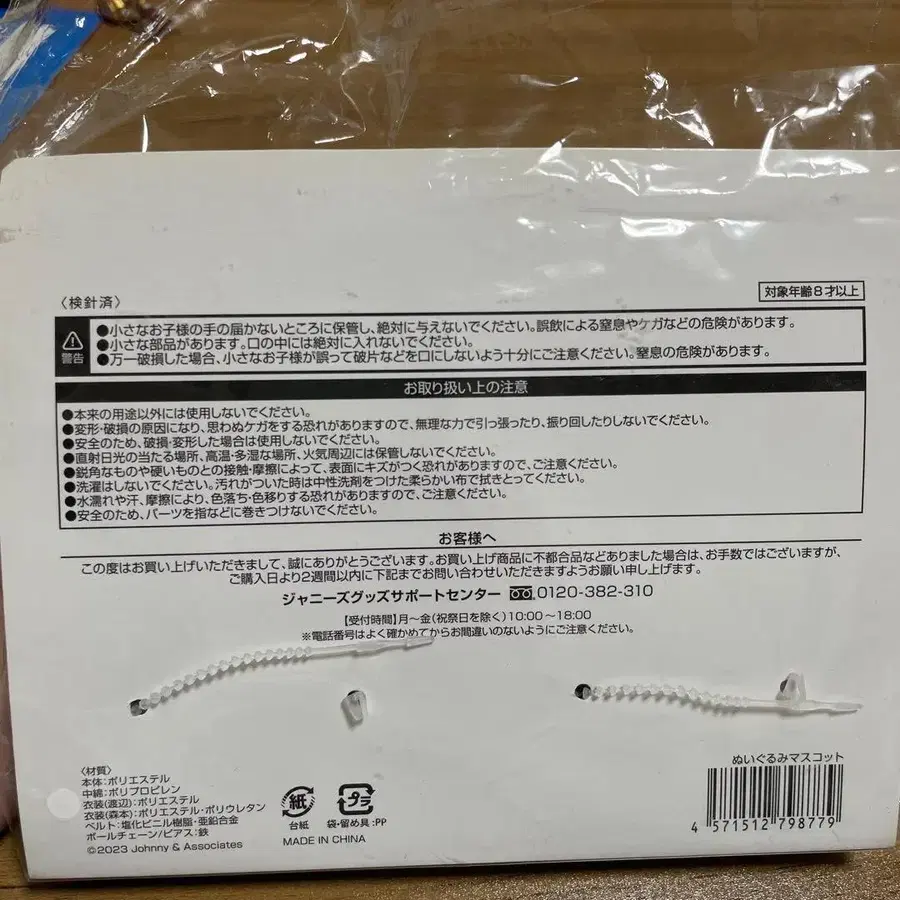 〈検針済〉
対象年齢8才以上
警告
●小さなお子様の手の届かないところに保管し、絶対に与えないでください。誤飲による窒息やケガなどの危険があります。
●小さな部品があります。口の中には絶対に入れないでください。
●万一破損した場合、小さなお子様が誤って破片などを口にしないよう十分にご注意ください。窒息の危険があります。
お取り扱い上の注意
●本来の用途以外には使用しないでください。
●変形・破損の原因になり、思わぬケガをする恐れがありますので、無理な力で引っ張ったり、振り回したりしないでください。
●安全のため、破損・変形した場合は使用しないでください。
●直射日光の当たる場所、高温・多湿な場所、火気周辺には保管しないでください。
●鋭角なものや硬いものとの接触・摩擦によって、表面にキズがつく恐れがありますので、ご注意ください。
●洗濯はしないでください。汚れがついた時は中性洗剤をつけた柔らかい布で拭きとってください。
●水濡れや汗、摩擦により、色落ち・色移りする恐れがありますので、ご注意ください。
●安全のため、パーツを指などに巻きつけないでください。
お客様へ
この度はお買い上げいただきまして、誠にありがとうございます。お買い上げ商品に不都合品などありました場合は、お手数ではございますが、
ご購入日より2週間以内に下記までお問い合わせいただきますようお願い申し上げます。
ジャニーズグッズサポートセンター 0120-382-310
【受付時間】月〜金(祝祭日を除く)10:00〜18:00
※電話番号はよく確かめてからお間違いのないようにご注意ください。
〈材質〉
本体:ポリエステル
中綿:ポリプロピレン
衣装(渡辺):ポリエステル
衣装(森本):ポリエステル・ポリウレタン
ベルト:塩化ビニル樹脂・亜鉛合金
ボールチェーン/ピアス:鉄
©2023 Johnny & Associates
紙
台紙
プラ
袋・留め具:PP
MADE IN CHINA
ぬいぐるみマスコット
4 571512 798779